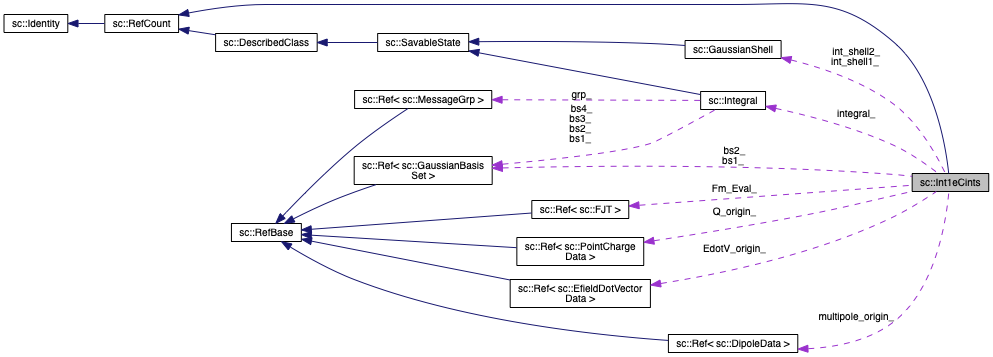 sc::Identity
sc::RefCount
sc::DescribedClass
sc::SavableState
sc::GaussianShell
int_shell2_
int_shell1_
sc::Ref< sc::MessageGrp >
grp_
sc::Integral
integral_
bs4_
bs3_
bs2_
bs1_
sc::Ref< sc::GaussianBasis
Set >
bs2_
bs1_
sc::Int1eCints
Fm_Eval_
sc::Ref< sc::FJT >
Q_origin_
sc::RefBase
sc::Ref< sc::PointCharge
Data >
EdotV_origin_
sc::Ref< sc::EfieldDotVector
Data >
multipole_origin_
sc::Ref< sc::DipoleData >